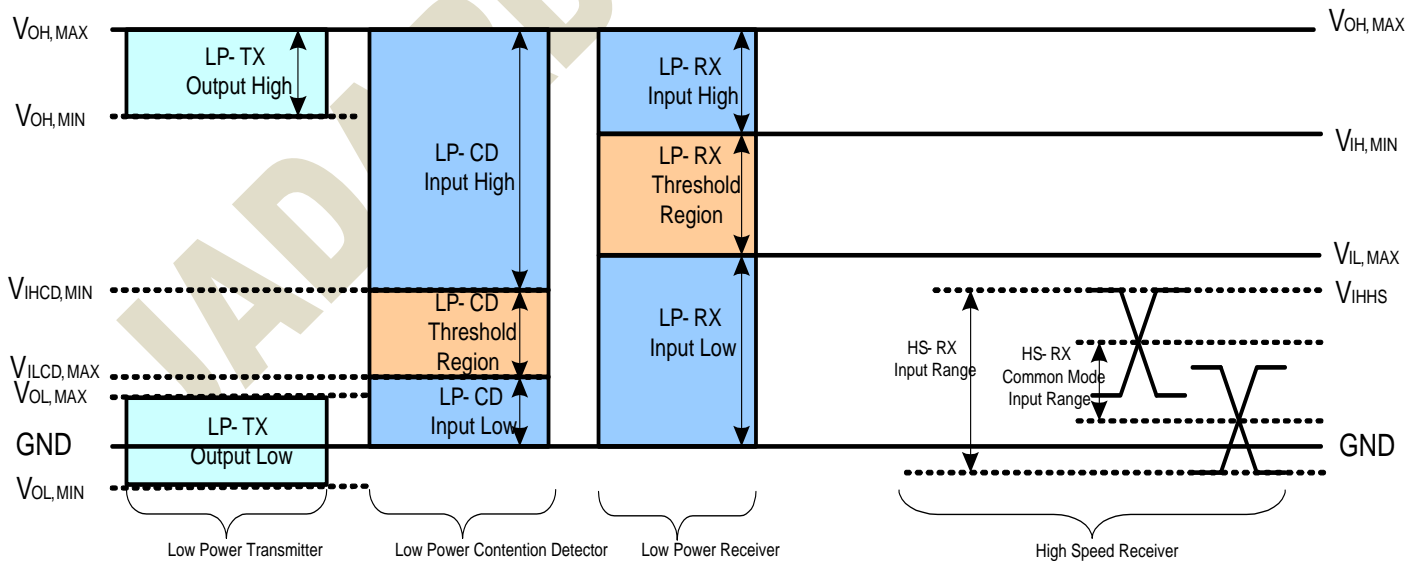 VOH,MAX
VOH,MIN
VIHCD,MIN
VILCD,MAX
VOL,MAX
GND
VOL,MIN
LP- TX
Output High
LP- TX
Output Low
LP- CD
Input High
LP- CD
Threshold
Region
LP- CD
Input Low
LP- RX
Input High
LP- RX
Threshold
Region
LP- RX
Input Low
HS- RX
Input Range
HS- RX
Common Mode
Input Range
VOH,MAX
VIH,MIN
VIL,MAX
VIHHS
GND
Low Power Transmitter
Low Power Contention Detector
Low Power Receiver
High Speed Receiver